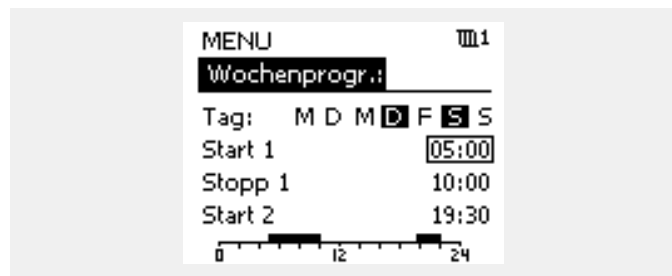 MENU 1
Wochenprogr.:
Tag: M D M D F S S
Start 1 05:00
Stopp 1 10:00
Start 2 19:30
0 12 24